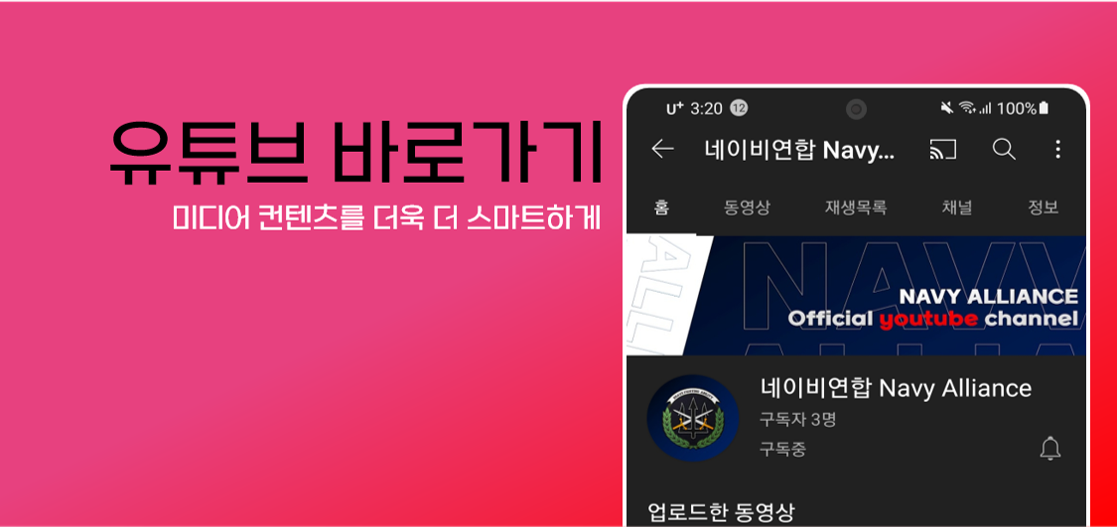 유튜브 바로가기
미디어 컨텐츠를 더욱 더 스마트하게
U+ 3:20 12 100%
네이비연합 Navy...
홈 동영상 재생목록 채널 정보
NAVY ALLIANCE
Official youtube channel
네이비연합 Navy Alliance
구독자 3명
구독중
업로드한 동영상